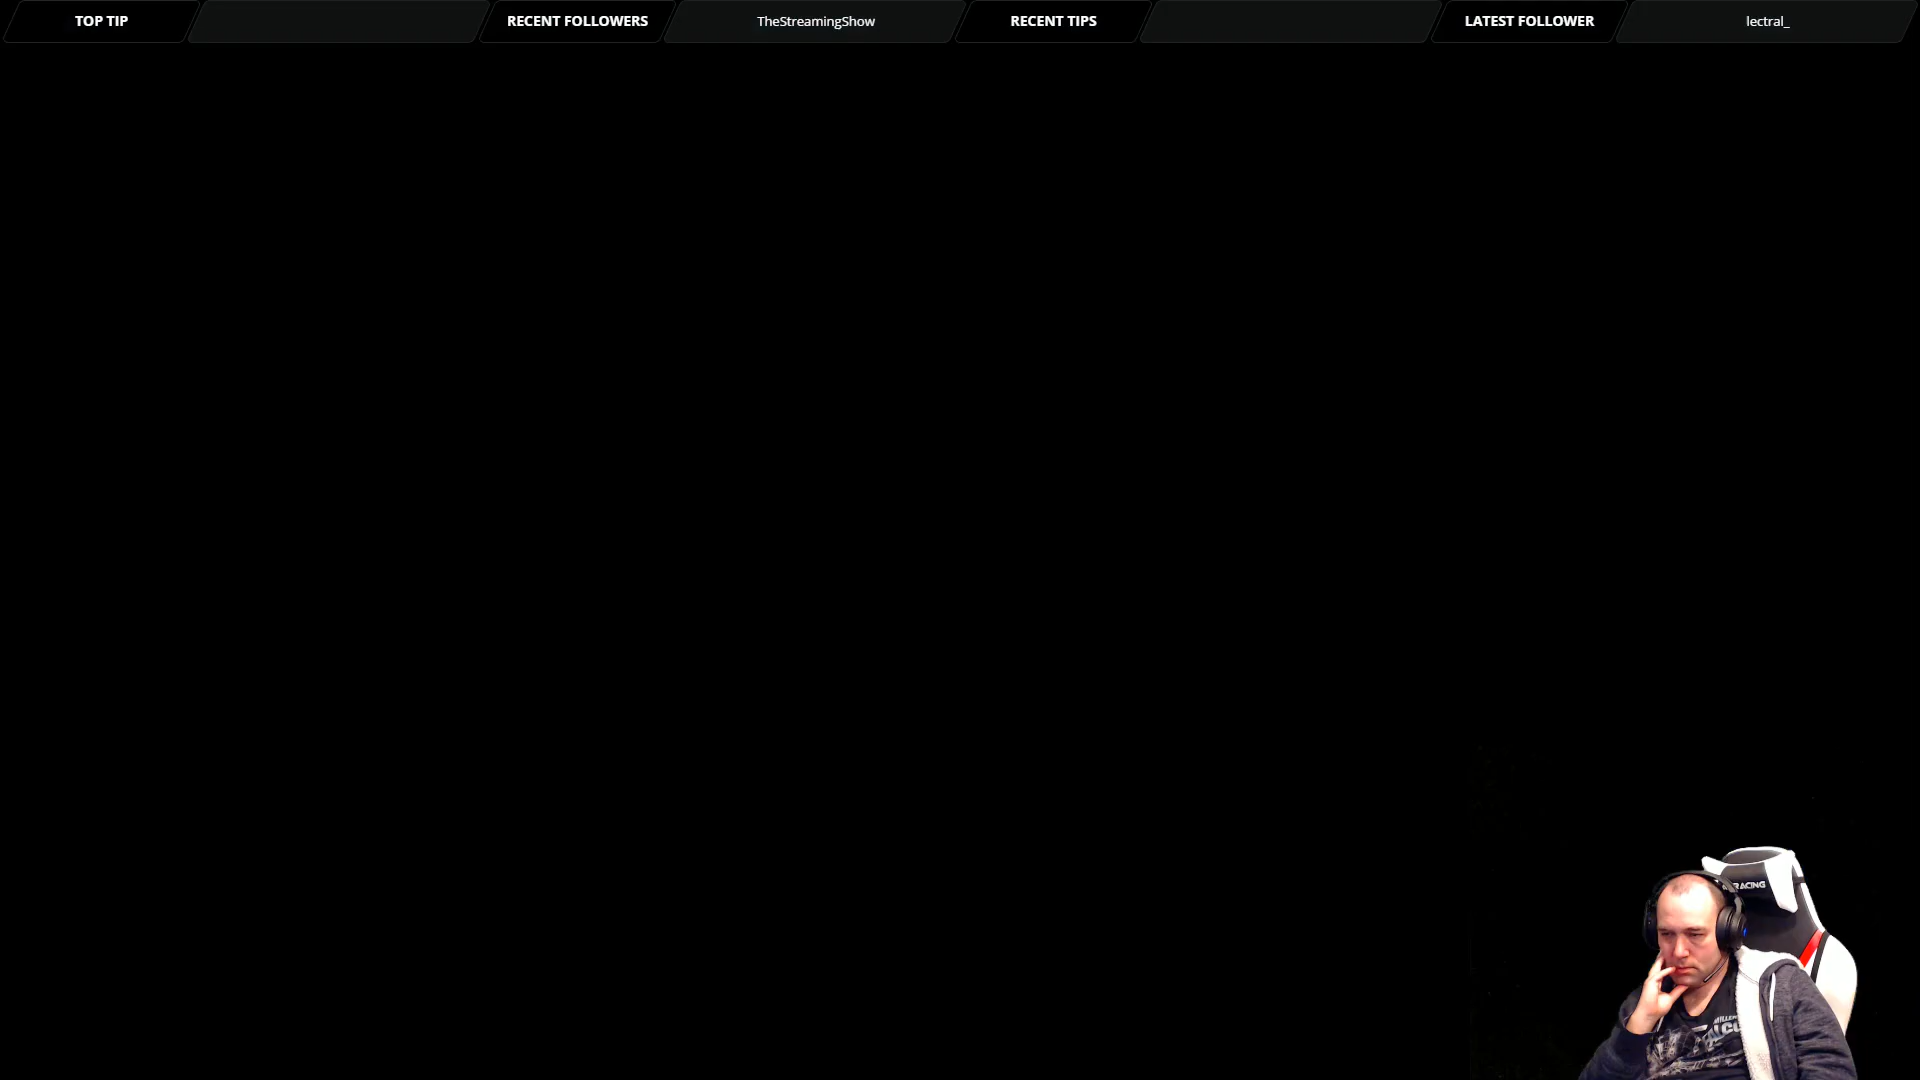 TOP TIP
RECENT FOLLOWERS
TheStreamingShow
RECENT TIPS
LATEST FOLLOWER
lectral_
RACING